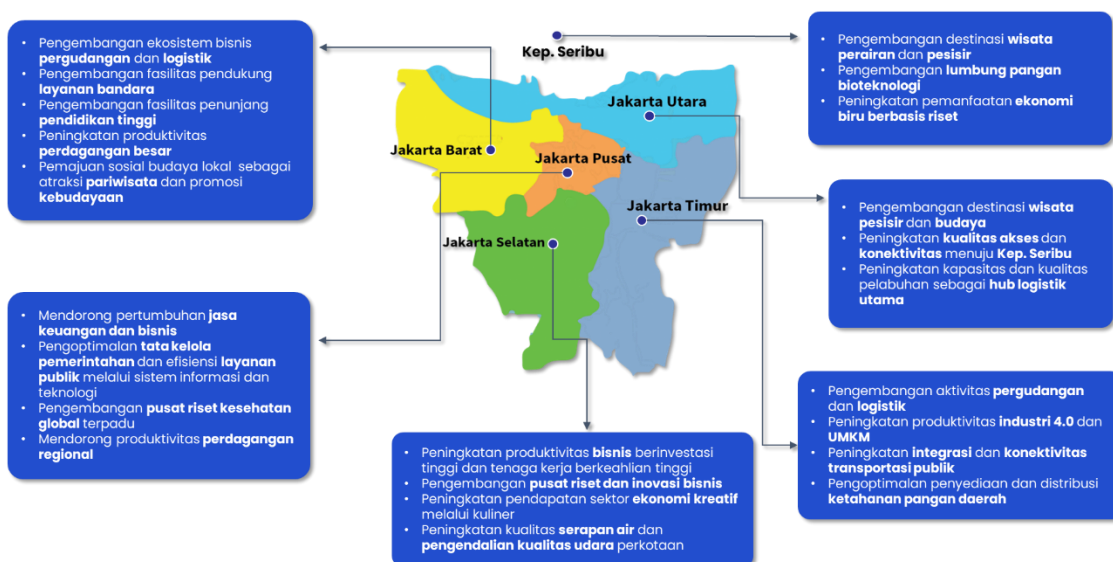 • Pengembangan ekosistem bisnis
pergudangan dan logistik
• Pengembangan fasilitas pendukung
layanan bandara
• Pengembangan fasilitas penunjang
pendidikan tinggi
• Peningkatan produktivitas
perdagangan besar
• Pemajuan sosial budaya lokal sebagai
atraksi pariwisata dan promosi
kebudayaan
Kep. Seribu
Jakarta Utara
Jakarta Barat
Jakarta Pusat
Jakarta Timur
Jakarta Selatan
• Pengembangan destinasi wisata
perairan dan pesisir
• Pengembangan lumbung pangan
bioteknologi
• Peningkatan pemanfaatan ekonomi
biru berbasis riset
• Pengembangan destinasi wisata
pesisir dan budaya
• Peningkatan kualitas akses dan
konektivitas menuju Kep. Seribu
• Peningkatan kapasitas dan kualitas
pelabuhan sebagai hub logistik
utama
• Mendorong pertumbuhan jasa
keuangan dan bisnis
• Pengoptimalan tata kelola
pemerintahan dan efisiensi layanan
publik melalui sistem informasi dan
teknologi
• Pengembangan pusat riset kesehatan
global terpadu
• Mendorong produktivitas perdagangan
regional
• Peningkatan produktivitas bisnis berinvestasi
tinggi dan tenaga kerja berkeahlian tinggi
• Pengembangan pusat riset dan inovasi bisnis
• Peningkatan pendapatan sektor ekonomi kreatif
melalui kuliner
• Peningkatan kualitas serapan air dan
pengendalian kualitas udara perkotaan
• Pengembangan aktivitas pergudangan
dan logistik
• Peningkatan produktivitas industri 4.0 dan
UMKM
• Peningkatan integrasi dan konektivitas
transportasi publik
• Pengoptimalan penyediaan dan distribusi
ketahanan pangan daerah